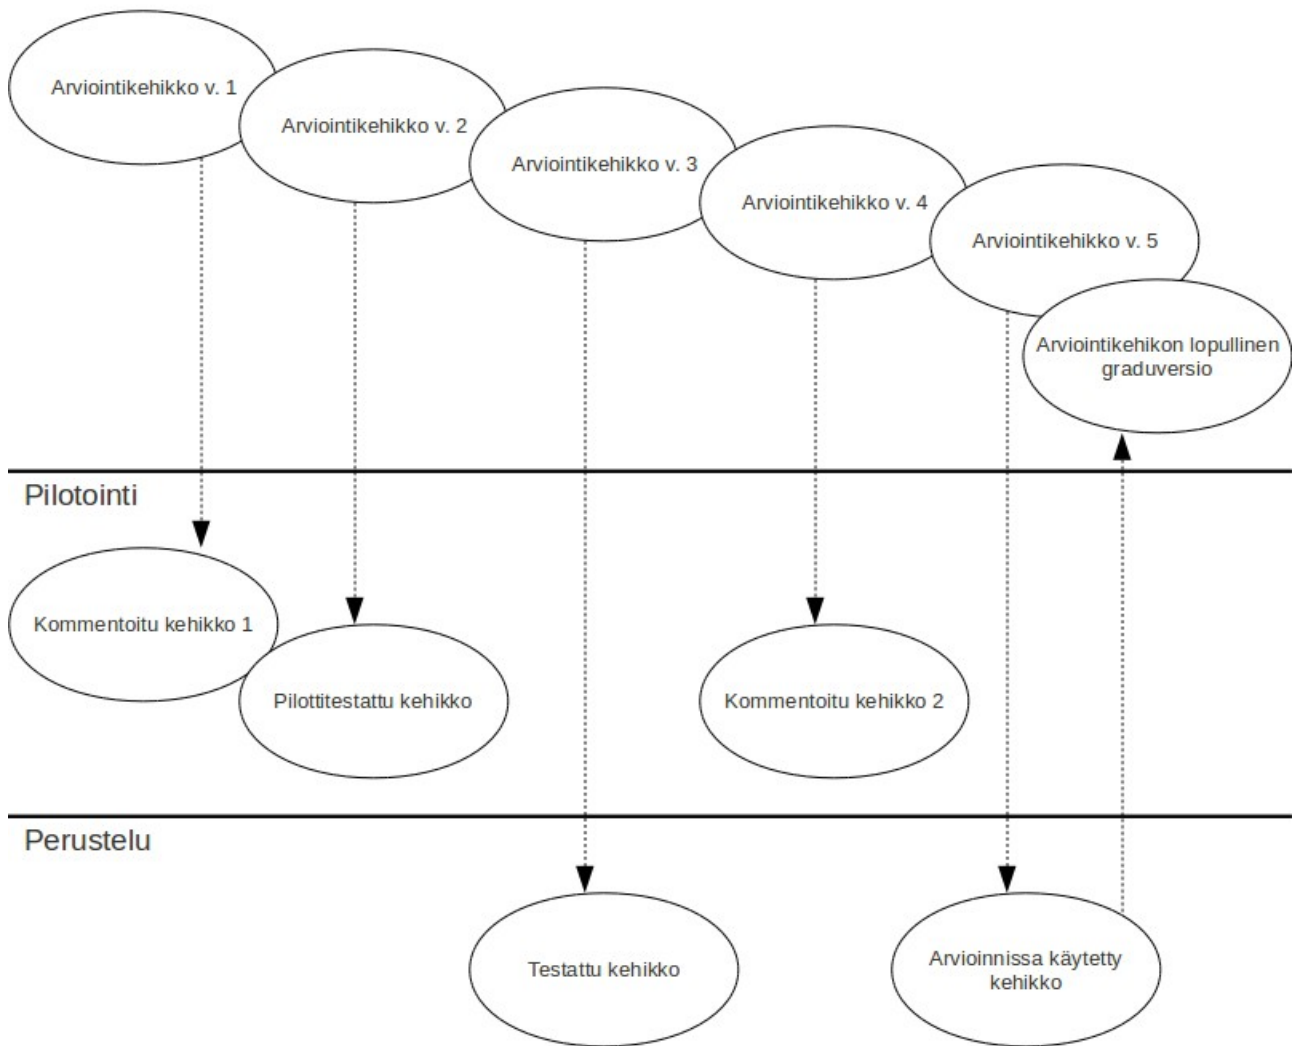 Arviointikehikko v. 1
Arviointikehikko v. 2
Arviointikehikko v. 3
Arviointikehikko v. 4
Arviointikehikko v. 5
Arviointikehikon lopullinen
graduversio
Pilotointi
Kommentoitu kehikko 1
Pilottitestattu kehikko
Kommentoitu kehikko 2
Perustelu
Testattu kehikko
Arvioinnissa käytetty
kehikko